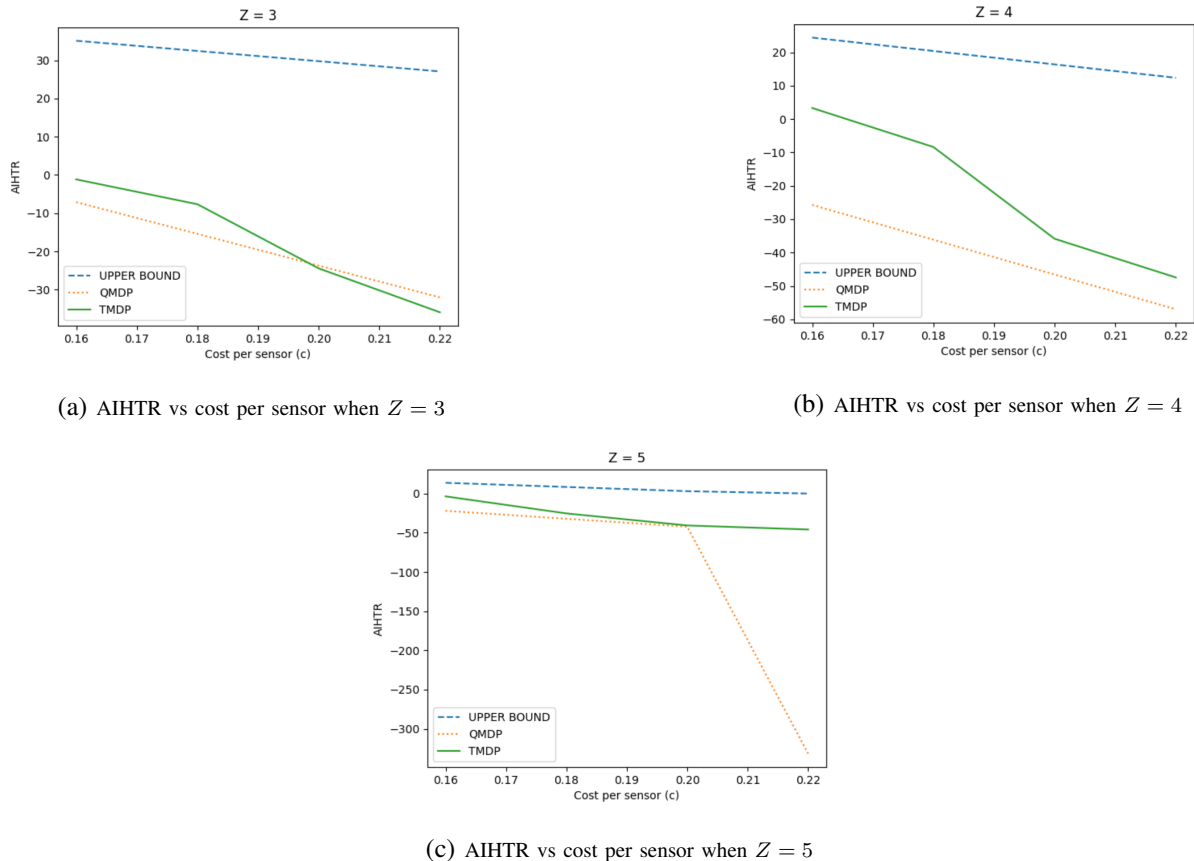 Z = 3
30
20
10
0
−10
−20
−30
AIHTR
UPPER BOUND
QMDP
TMDP
0.16 0.17 0.18 0.19 0.20 0.21 0.22
Cost per sensor (c)
(a) AIHTR vs cost per sensor when Z = 3
Z = 4
20
10
0
−10
−20
−30
−40
−50
−60
AIHTR
UPPER BOUND
QMDP
TMDP
0.16 0.17 0.18 0.19 0.20 0.21 0.22
Cost per sensor (c)
(b) AIHTR vs cost per sensor when Z = 4
Z = 5
0
−50
−100
−150
−200
−250
−300
AIHTR
UPPER BOUND
QMDP
TMDP
0.16 0.17 0.18 0.19 0.20 0.21 0.22
Cost per sensor (c)
(c) AIHTR vs cost per sensor when Z = 5